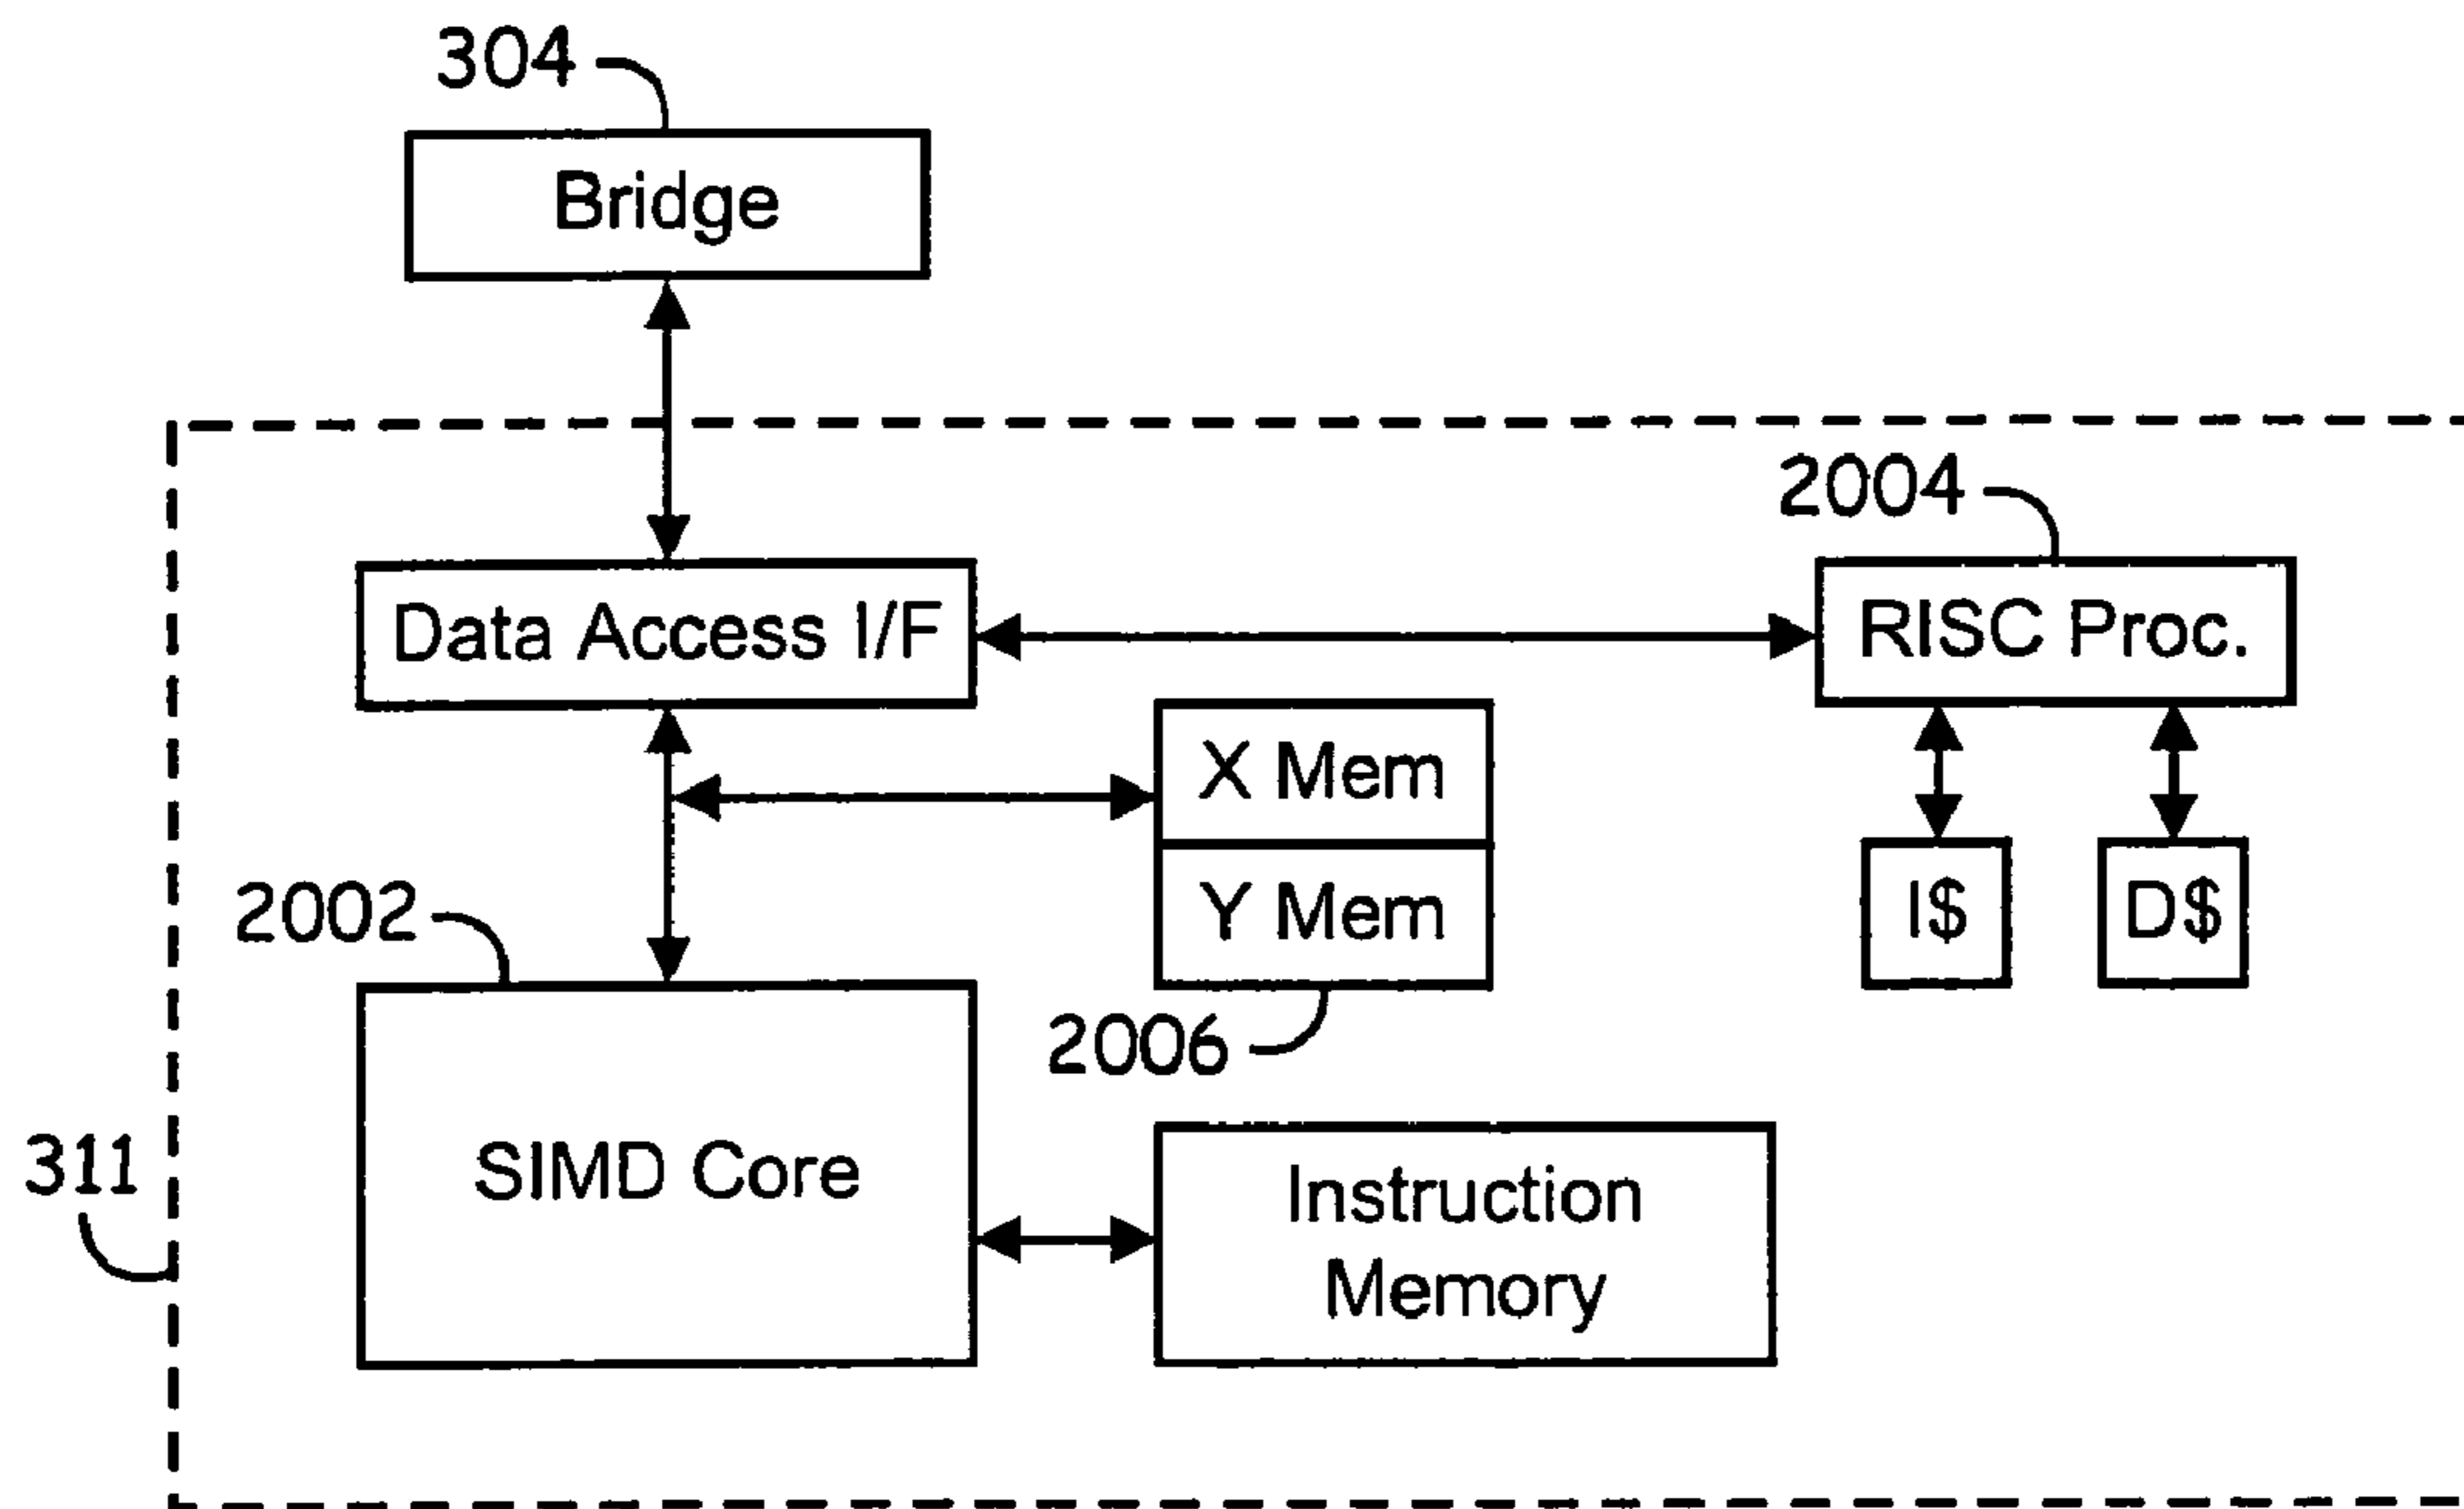 304
Bridge
2004
Data Access I/F
RISC Proc.
X Mem
Y Mem
I$
D$
2002
2006
311
SIMD Core
Instruction
Memory